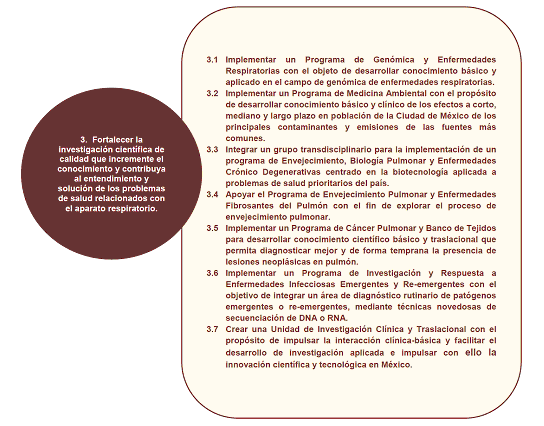 3. Fortalecer la
investigación científica de
calidad que incremente el
conocimiento y contribuya
al entendimiento y
solución de los problemas
de salud relacionados con
el aparato respiratorio.
3.1 Implementar un Programa de Genómica y Enfermedades
Respiratorias con el objeto de desarrollar conocimiento básico y
aplicado en el campo de genómica de enfermedades respiratorias.
3.2 Implementar un Programa de Medicina Ambiental con el propósito
de desarrollar conocimiento básico y clínico de los efectos a corto,
mediano y largo plazo en población de la Ciudad de México de los
principales contaminantes y emisiones de las fuentes más
comunes.
3.3 Integrar un grupo transdisciplinario para la implementación de un
programa de Envejecimiento, Biología Pulmonar y Enfermedades
Crónico Degenerativas centrado en la biotecnología aplicada a
problemas de salud prioritarios del país.
3.4 Apoyar el Programa de Envejecimiento Pulmonar y Enfermedades
Fibrosantes del Pulmón con el fin de explorar el proceso de
envejecimiento pulmonar.
3.5 Implementar un Programa de Cáncer Pulmonar y Banco de Tejidos
para desarrollar conocimiento científico básico y traslacional que
permita diagnosticar mejor y de forma temprana la presencia de
lesiones neoplásicas en pulmón.
3.6 Implementar un Programa de Investigación y Respuesta a
Enfermedades Infecciosas Emergentes y Re-emergentes con el
objetivo de integrar un área de diagnóstico rutinario de patógenos
emergentes o re-emergentes, mediante técnicas novedosas de
secuenciación de DNA o RNA.
3.7 Crear una Unidad de Investigación Clínica y Traslacional con el
propósito de impulsar la interacción clínica-básica y facilitar el
desarrollo de investigación aplicada e impulsar con ello la
innovación científica y tecnológica en México.